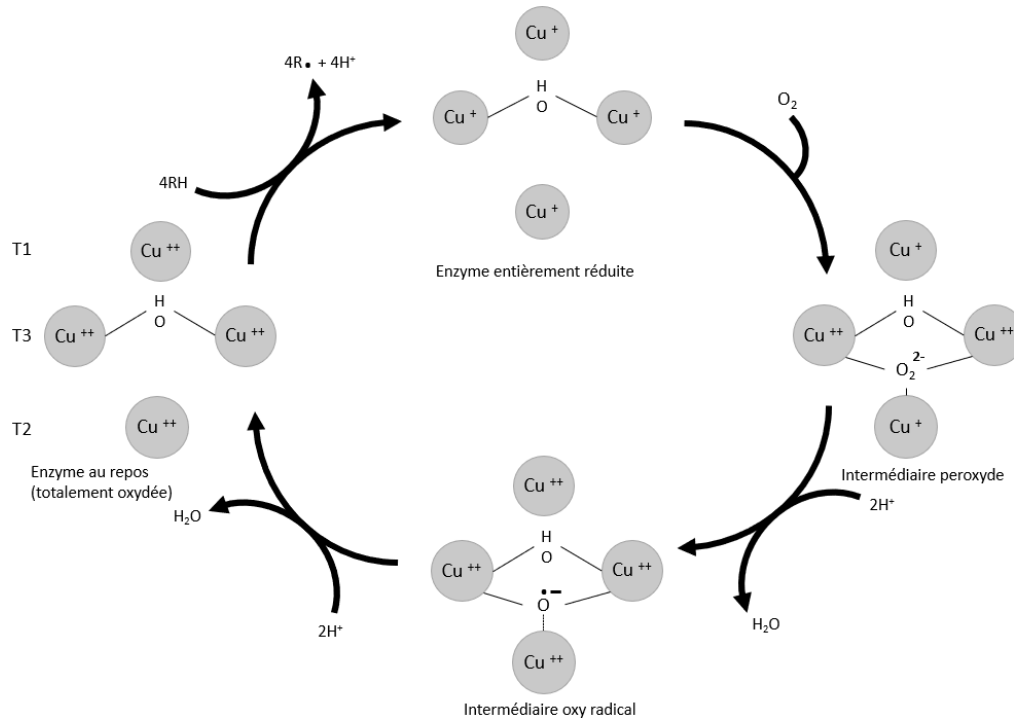 Cu +
4R• + 4H⁺
H
O
Cu +
Cu +
O₂
4RH
Cu +
Enzyme entièrement réduite
T1
Cu ++
Cu +
H
O
T3
Cu ++
Cu ++
H
O
Cu ++
Cu ++
O₂²⁻
T2
Cu ++
Cu +
Enzyme au repos
(totalement oxydée)
Intermédiaire peroxyde
H₂O
2H⁺
Cu ++
H
O
Cu ++
Cu ++
•−
O
2H⁺
H₂O
Cu ++
Intermédiaire oxy radical